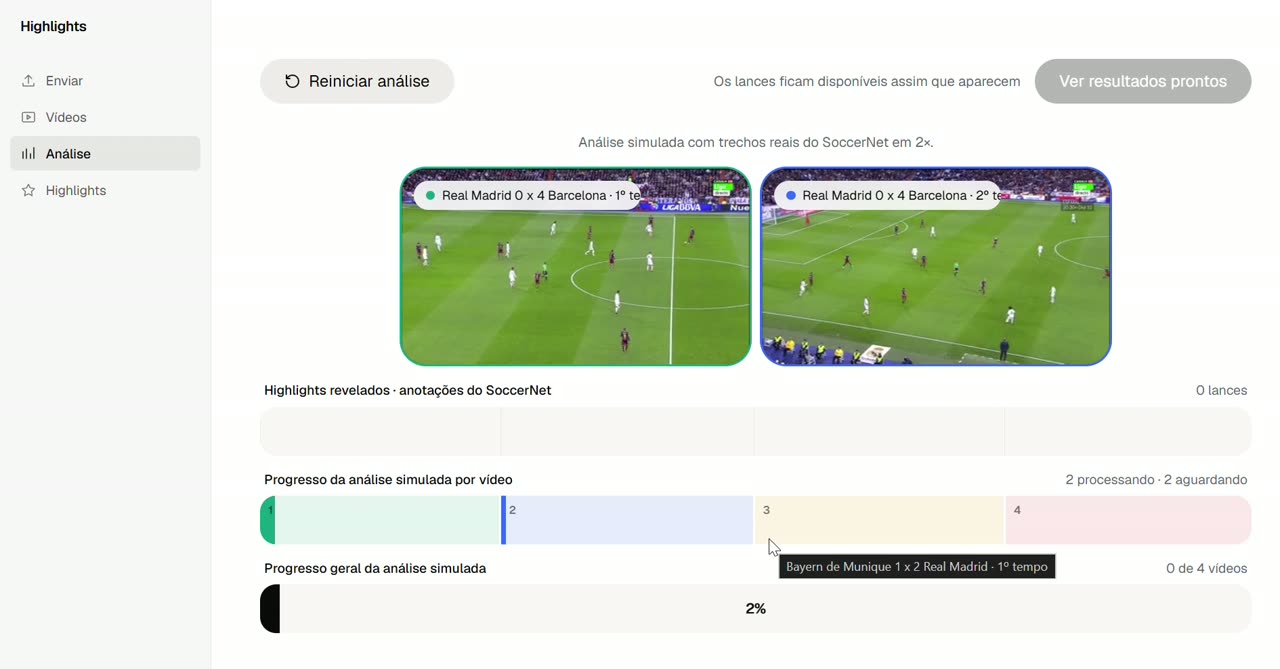 Highlights
Enviar
Vídeos
Análise
Highlights
Reiniciar análise
Os lances ficam disponíveis assim que aparecem
Ver resultados prontos
Análise simulada com trechos reais do SoccerNet em 2×.
Real Madrid 0 x 4 Barcelona · 1º te
Real Madrid 0 x 4 Barcelona · 2º te
LIGABBVA
Nue
Highlights revelados · anotações do SoccerNet
0 lances
Progresso da análise simulada por vídeo
2 processando · 2 aguardando
1
2
3
4
Bayern de Munique 1 x 2 Real Madrid · 1º tempo
Progresso geral da análise simulada
0 de 4 vídeos
2%